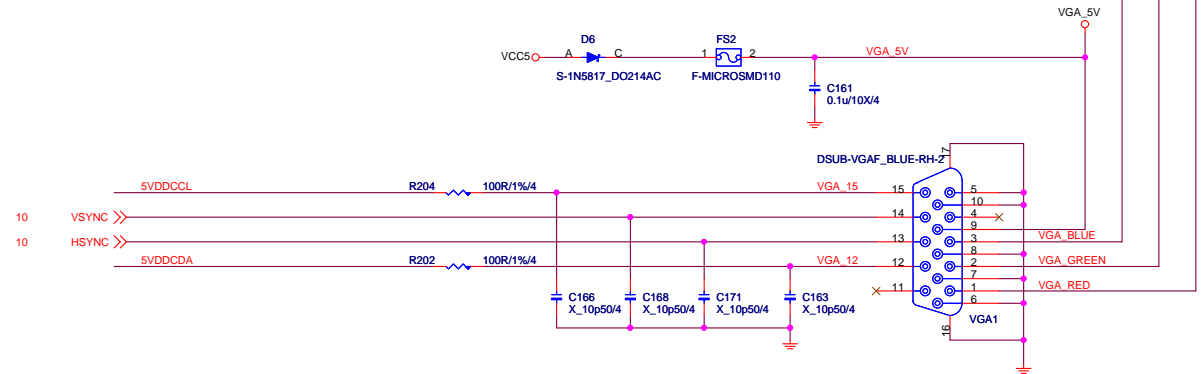 VGA_5V
D6
FS2
VCC5
A
C
1
2
VGA_5V
S-1N5817_DO214AC
F-MICROSMD110
C161
0.1u/10X/4
DSUB-VGAF_BLUE-RH-2
17
5VDDCCL
R204
100R/1%/4
VGA_15
15
5
10
10
VSYNC
14
4
9
10
HSYNC
13
3
VGA_BLUE
8
5VDDCDA
R202
100R/1%/4
VGA_12
12
2
VGA_GREEN
7
11
1
VGA_RED
6
C166
X_10p50/4
C168
X_10p50/4
C171
X_10p50/4
C163
X_10p50/4
16
VGA1